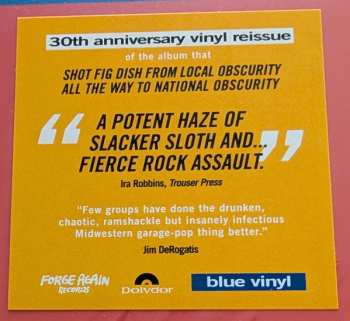 30th anniversary vinyl reissue
of the album that
SHOT FIG DISH FROM LOCAL OBSCURITY
ALL THE WAY TO NATIONAL OBSCURITY
“A POTENT HAZE OF
SLACKER SLOTH AND...
FIERCE ROCK ASSAULT.”
Ira Robbins, Trouser Press
“Few groups have done the drunken,
chaotic, ramshackle but insanely infectious
Midwestern garage-pop thing better.”
Jim DeRogatis
FORGE AGAIN
RECORDS
Polydor
blue vinyl